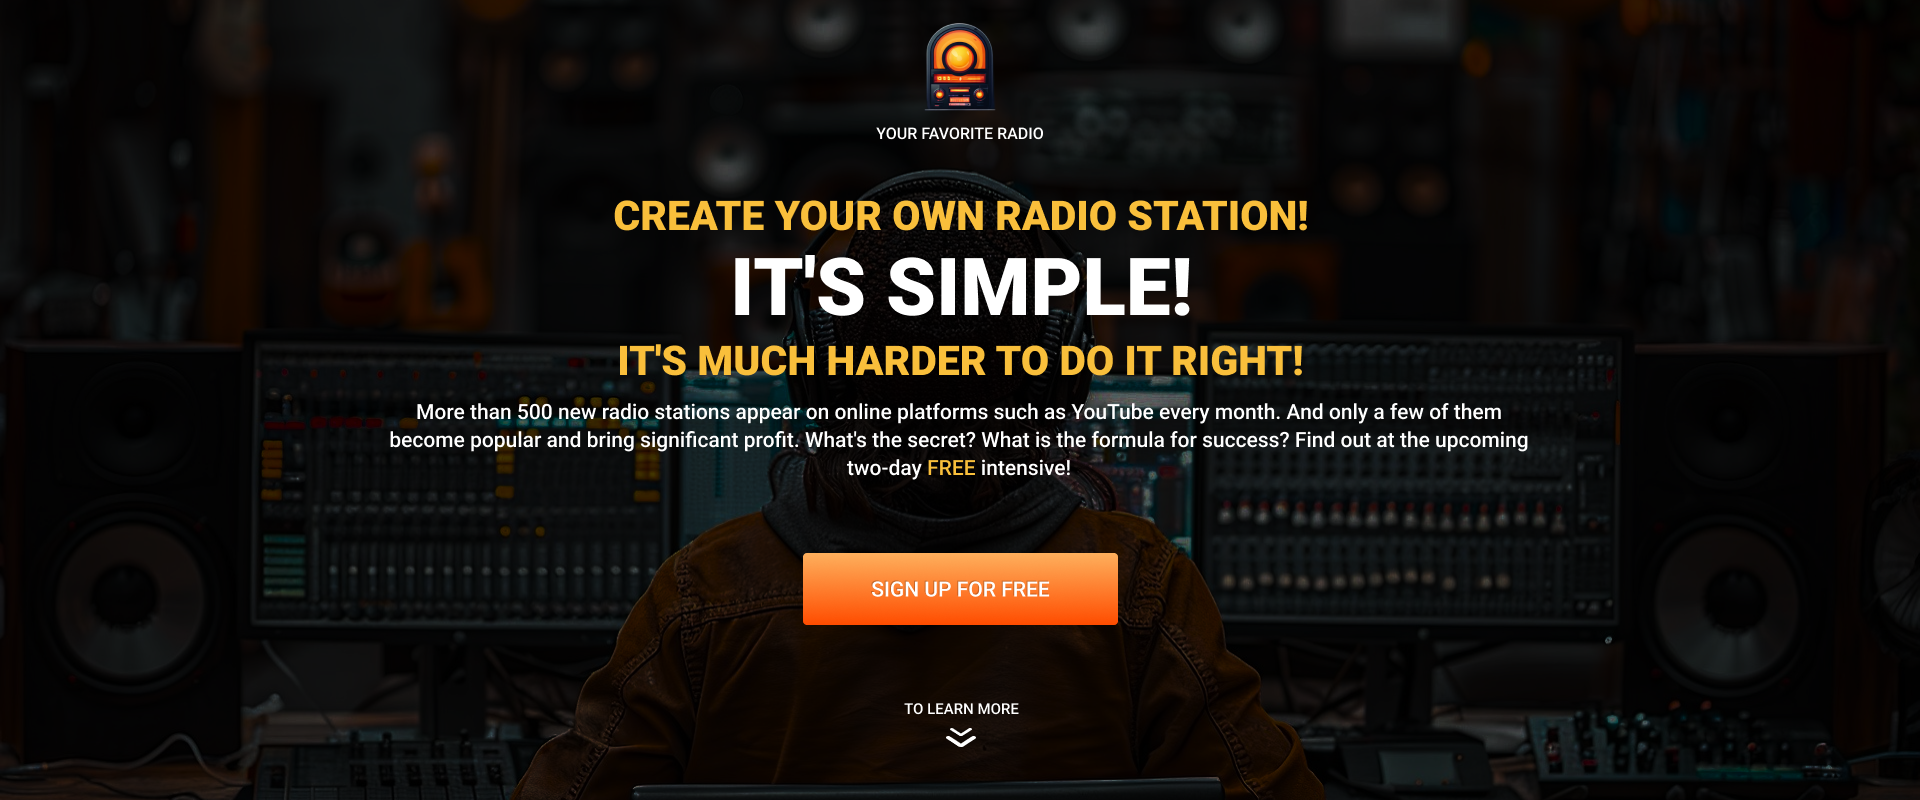 YOUR FAVORITE RADIO
CREATE YOUR OWN RADIO STATION!
IT'S SIMPLE!
IT'S MUCH HARDER TO DO IT RIGHT!
More than 500 new radio stations appear on online platforms such as YouTube every month. And only a few of them
become popular and bring significant profit. What's the secret? What is the formula for success? Find out at the upcoming
two-day FREE intensive!
SIGN UP FOR FREE
TO LEARN MORE